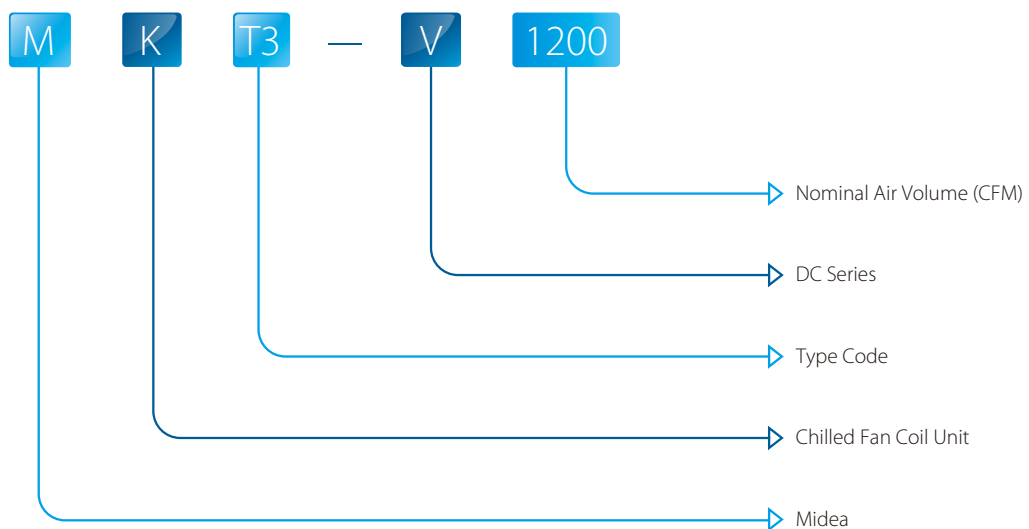 M K T3 — V 1200
Nominal Air Volume (CFM)
DC Series
Type Code
Chilled Fan Coil Unit
Midea